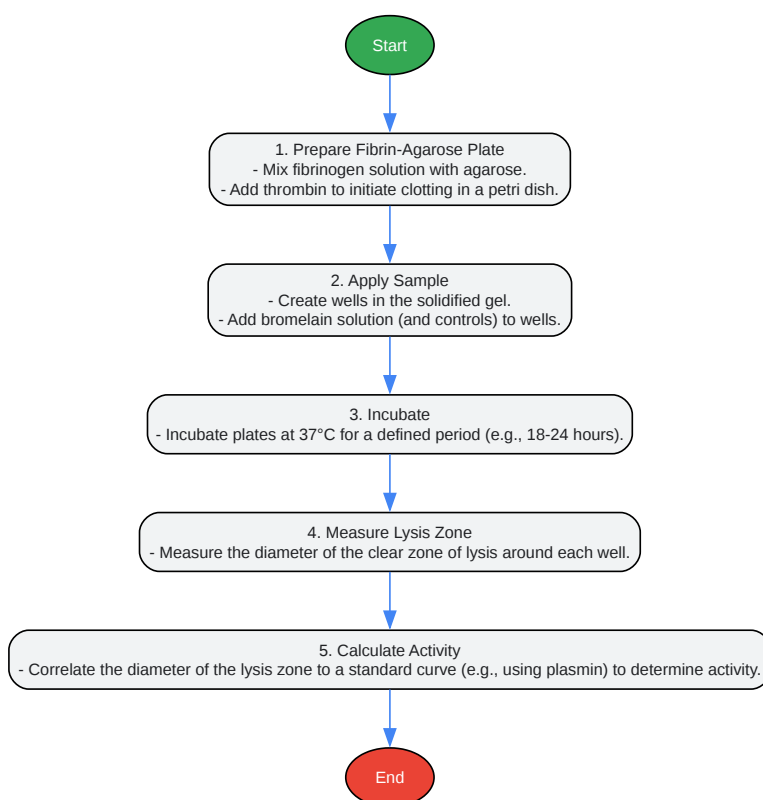 Start
1. Prepare Fibrin-Agarose Plate
- Mix fibrinogen solution with agarose.
- Add thrombin to initiate clotting in a petri dish.
2. Apply Sample
- Create wells in the solidified gel.
- Add bromelain solution (and controls) to wells.
3. Incubate
- Incubate plates at 37°C for a defined period (e.g., 18-24 hours).
4. Measure Lysis Zone
- Measure the diameter of the clear zone of lysis around each well.
5. Calculate Activity
- Correlate the diameter of the lysis zone to a standard curve (e.g., using plasmin) to determine activity.
End